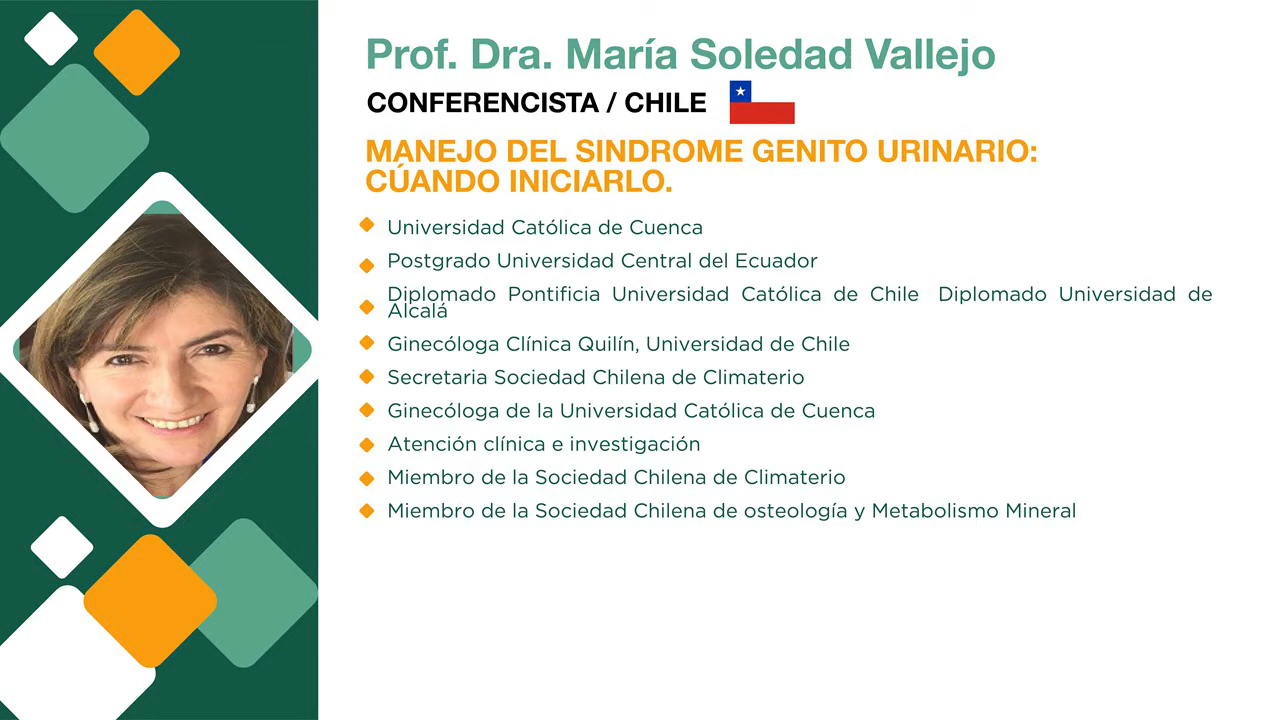 Prof. Dra. María Soledad Vallejo
CONFERENCISTA / CHILE
MANEJO DEL SINDROME GENITO URINARIO:
CÚANDO INICIARLO.
Universidad Católica de Cuenca
Postgrado Universidad Central del Ecuador
Diplomado Pontificia Universidad Católica de Chile Diplomado Universidad de
Alcalá
Ginecóloga Clínica Quilín, Universidad de Chile
Secretaria Sociedad Chilena de Climaterio
Ginecóloga de la Universidad Católica de Cuenca
Atención clínica e investigación
Miembro de la Sociedad Chilena de Climaterio
Miembro de la Sociedad Chilena de osteología y Metabolismo Mineral